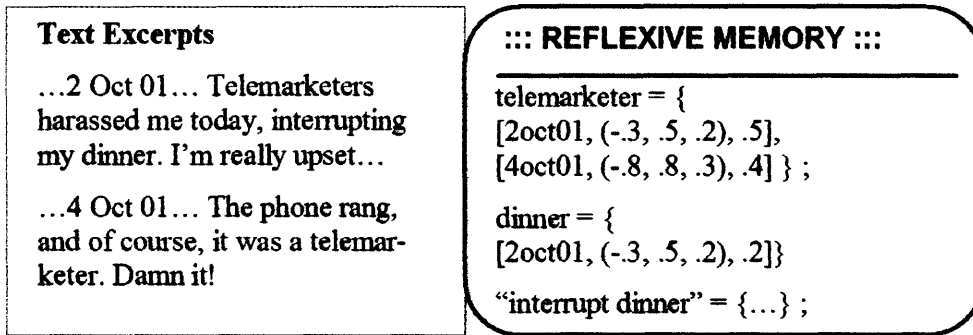 Text Excerpts
…2 Oct 01… Telemarketers
harassed me today, interrupting
my dinner. I'm really upset…
…4 Oct 01… The phone rang,
and of course, it was a telemar-
keter. Damn it!
::: REFLEXIVE MEMORY :::
telemarketer = {
[2oct01, (-.3, .5, .2), .5],
[4oct01, (-.8, .8, .3), .4] } ;
dinner = {
[2oct01, (-.3, .5, .2), .2]}
“interrupt dinner” = {…} ;